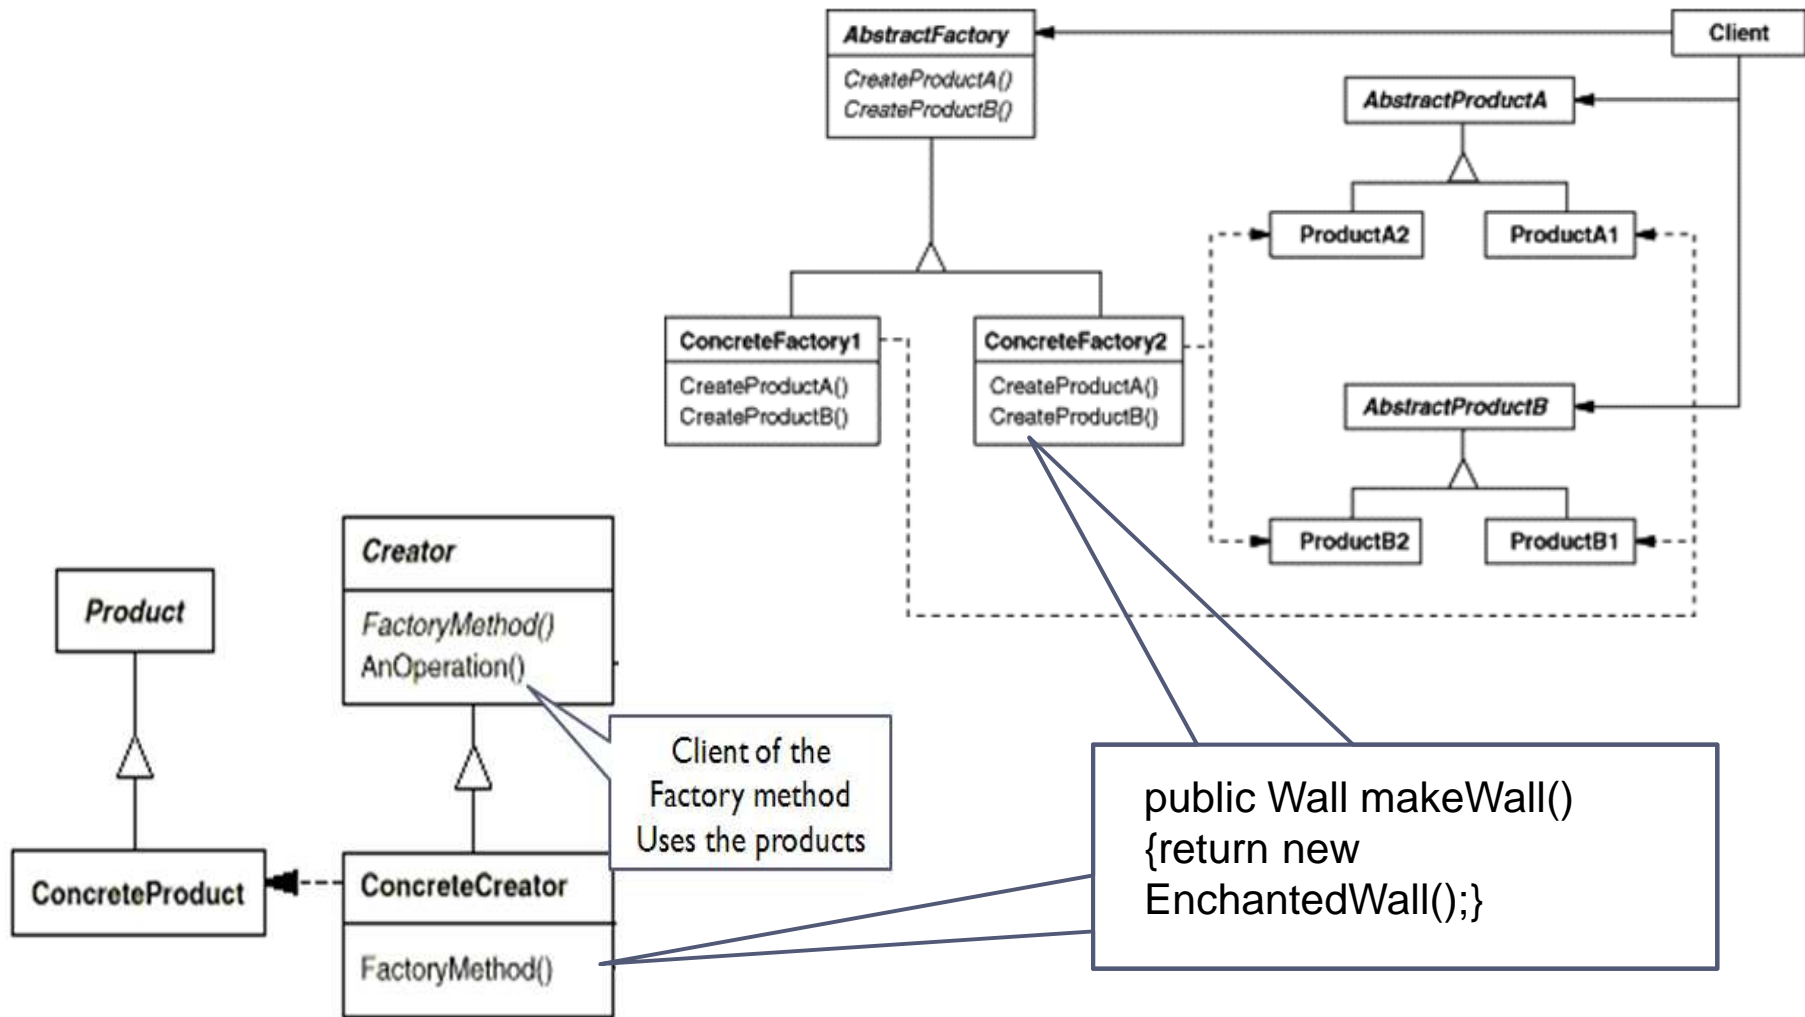 AbstractFactory
CreateProductA()
CreateProductB()
Client
AbstractProductA
ProductA2
ProductA1
ConcreteFactory1
CreateProductA()
CreateProductB()
ConcreteFactory2
CreateProductA()
CreateProductB()
AbstractProductB
ProductB2
ProductB1
Product
ConcreteProduct
Creator
FactoryMethod()
AnOperation()
ConcreteCreator
FactoryMethod()
Client of the
Factory method
Uses the products
public Wall makeWall()
{return new
EnchantedWall();}